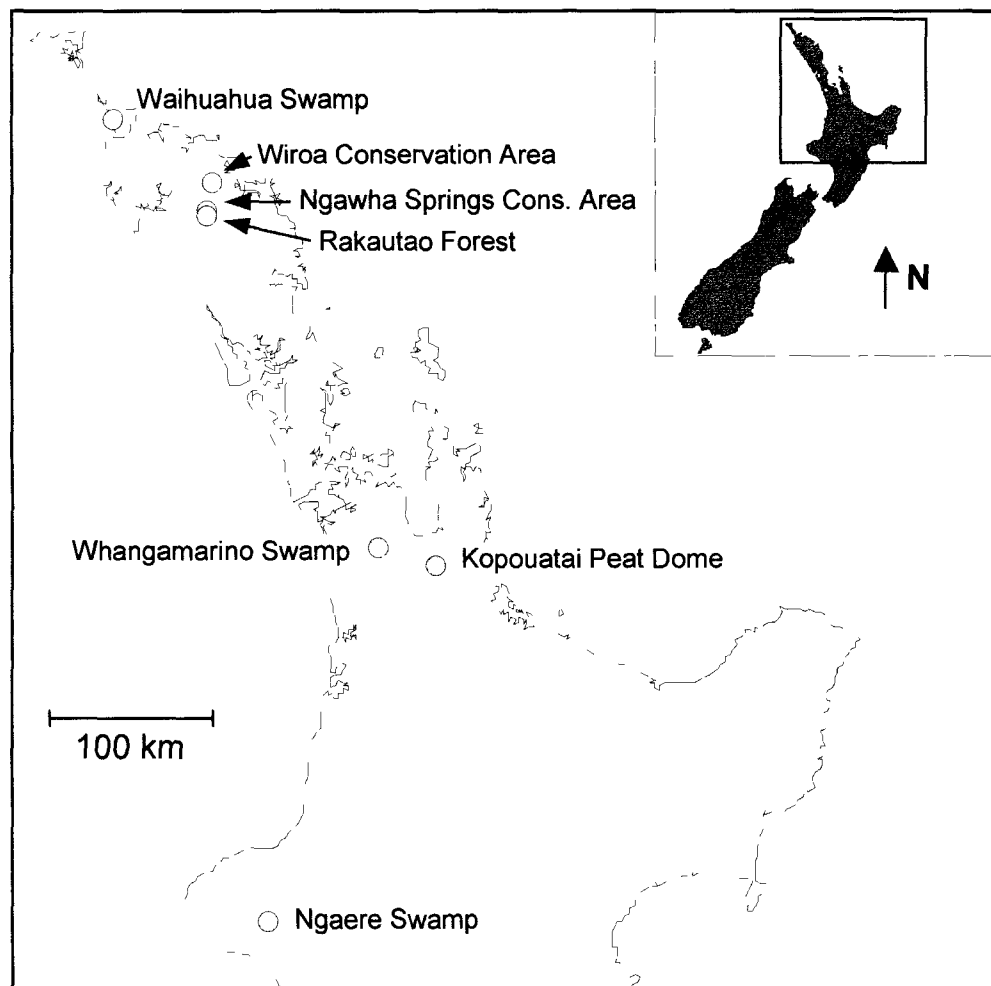 Waihuahua Swamp
Wiroa Conservation Area
Ngawha Springs Cons. Area
Rakautao Forest
N
Whangamarino Swamp
Kopouatai Peat Dome
100 km
Ngaere Swamp